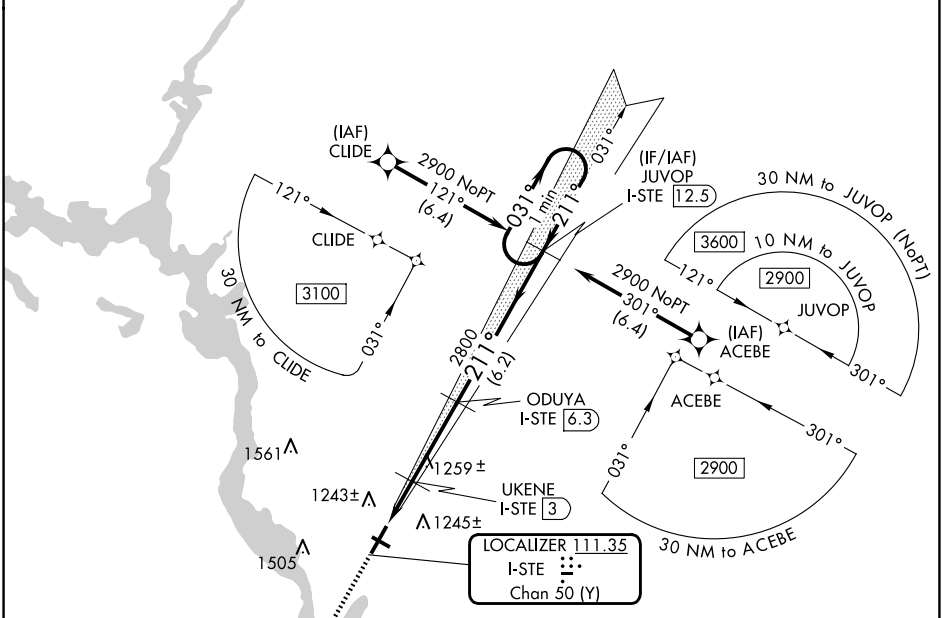 (IAF)
CLIDE
2900 NoPT
121°
(6.4)
031°
1 min
211°
031°
(IF/IAF)
JUVOP
I-STE 12.5
30 NM to JUVOP (NoPT)
3600
10 NM to JUVOP
2900
121°
JUVOP
301°
121°
CLIDE
3100
031°
30 NM to CLIDE
2900 NoPT
301°
(6.4)
(IAF)
ACEBE
2800
211°
(6.2)
ODUYA
I-STE 6.3
ACEBE
031°
301°
2900
30 NM to ACEBE
1561
1259±
1243±
UKENE
I-STE 3
1245±
1505
LOCALIZER 111.35
I-STE
Chan 50 (Y)